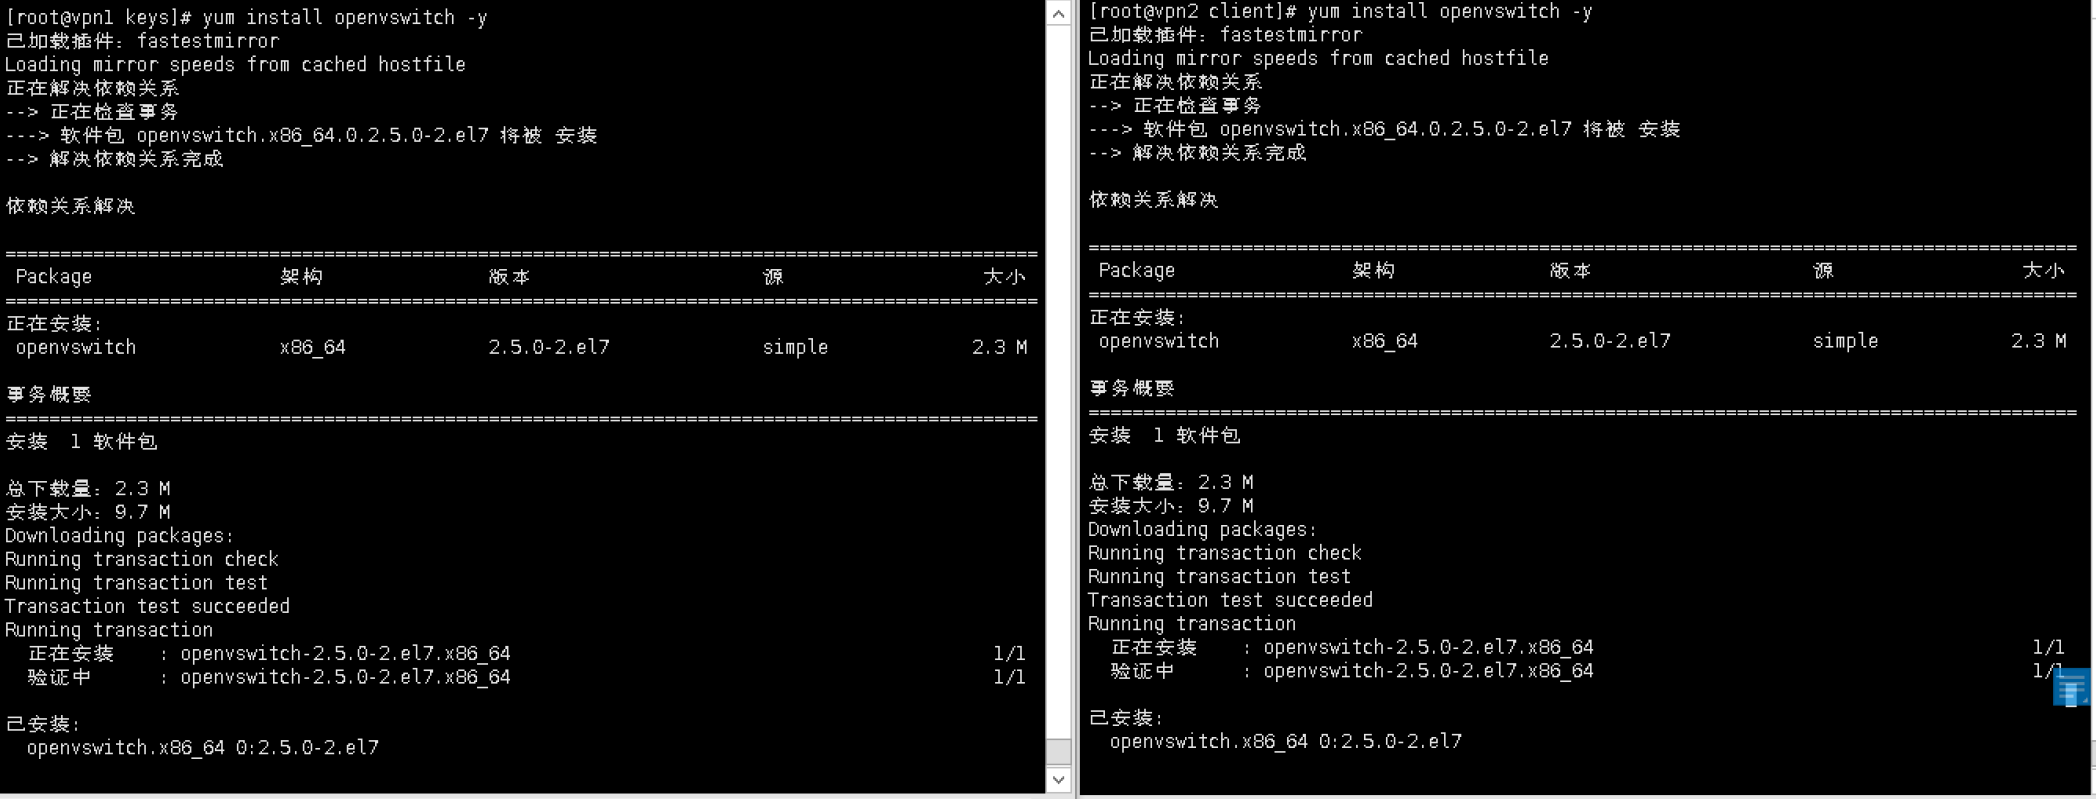 [root@vpn1 keys]# yum install openvswitch -y
已加载插件：fastestmirror
Loading mirror speeds from cached hostfile
正在解决依赖关系
--> 正在检查事务
---> 软件包 openvswitch.x86_64.0.2.5.0-2.el7 将被 安装
--> 解决依赖关系完成
依赖关系解决
================================================================================
Package 架构 版本 源 大小
================================================================================
正在安装:
openvswitch x86_64 2.5.0-2.el7 simple 2.3 M
事务概要
================================================================================
安装 1 软件包
总下载量：2.3 M
安装大小：9.7 M
Downloading packages:
Running transaction check
Running transaction test
Transaction test succeeded
Running transaction
正在安装 : openvswitch-2.5.0-2.el7.x86_64 1/1
验证中 : openvswitch-2.5.0-2.el7.x86_64 1/1
已安装:
openvswitch.x86_64 0:2.5.0-2.el7
[root@vpn2 client]# yum install openvswitch -y
已加载插件：fastestmirror
Loading mirror speeds from cached hostfile
正在解决依赖关系
--> 正在检查事务
---> 软件包 openvswitch.x86_64.0.2.5.0-2.el7 将被 安装
--> 解决依赖关系完成
依赖关系解决
================================================================================
Package 架构 版本 源 大小
================================================================================
正在安装:
openvswitch x86_64 2.5.0-2.el7 simple 2.3 M
事务概要
================================================================================
安装 1 软件包
总下载量：2.3 M
安装大小：9.7 M
Downloading packages:
Running transaction check
Running transaction test
Transaction test succeeded
Running transaction
正在安装 : openvswitch-2.5.0-2.el7.x86_64 1/1
验证中 : openvswitch-2.5.0-2.el7.x86_64 1/1
已安装:
openvswitch.x86_64 0:2.5.0-2.el7